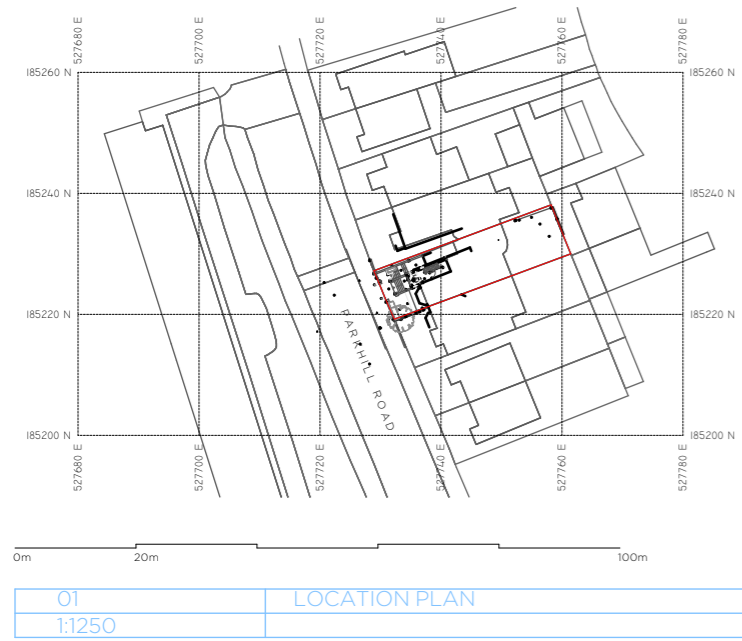 527680 E
527700 E
527720 E
527740 E
527760 E
527780 E
185260 N
185260 N
185240 N
185240 N
185220 N
185220 N
PARKHILL ROAD
185200 N
185200 N
527680 E
527700 E
527720 E
527740 E
527760 E
527780 E
0m 20m 100m
01 LOCATION PLAN
1:1250